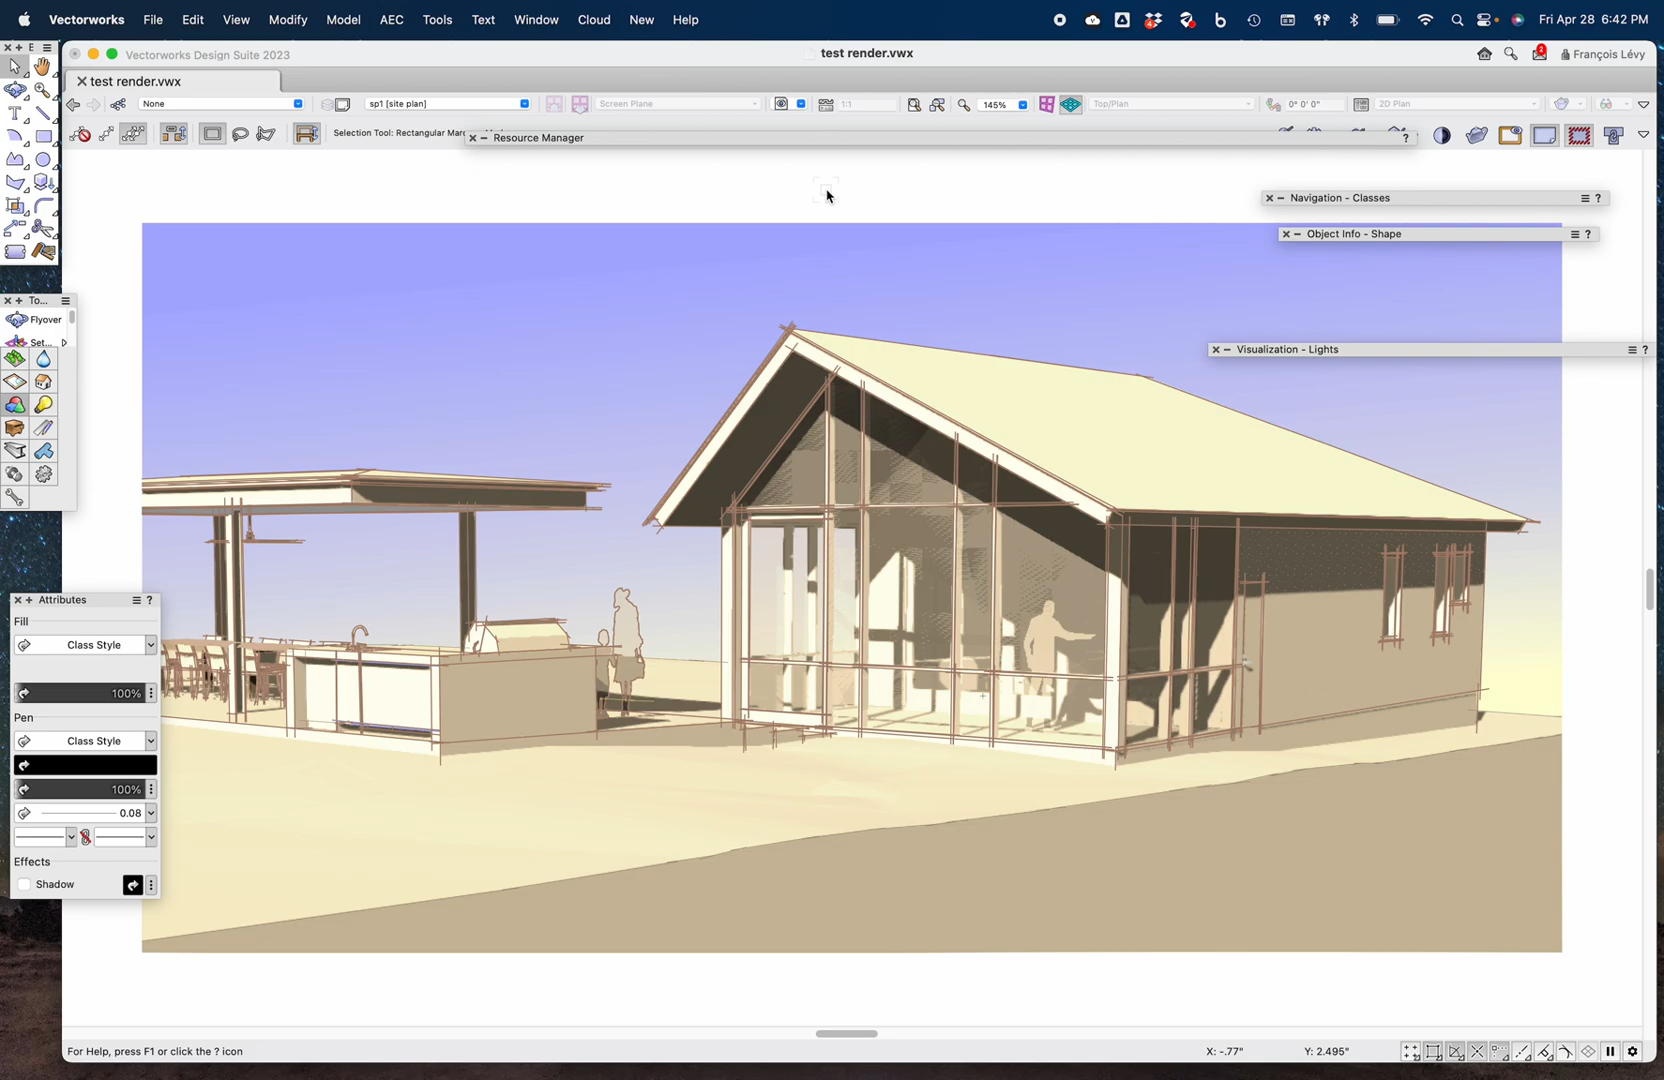 Vectorworks File Edit View Modify Model AEC Tools Text Window Cloud New Help Fri Apr 28 6:42 PM
Vectorworks Design Suite 2023 test render.vwx François Lévy
test render.vwx
None sp1 [site plan] Screen Plane 1:1 145% Top/Plan 0° 0' 0" 2D Plan
Selection Tool: Rectangular Mar
Resource Manager ?
Navigation - Classes ?
Object Info - Shape ?
To...
Flyover
Set...
Visualization - Lights ?
Attributes ?
Fill
Class Style
100%
Pen
Class Style
100%
0.08
Effects
Shadow
For Help, press F1 or click the ? icon X: -.77" Y: 2.495"